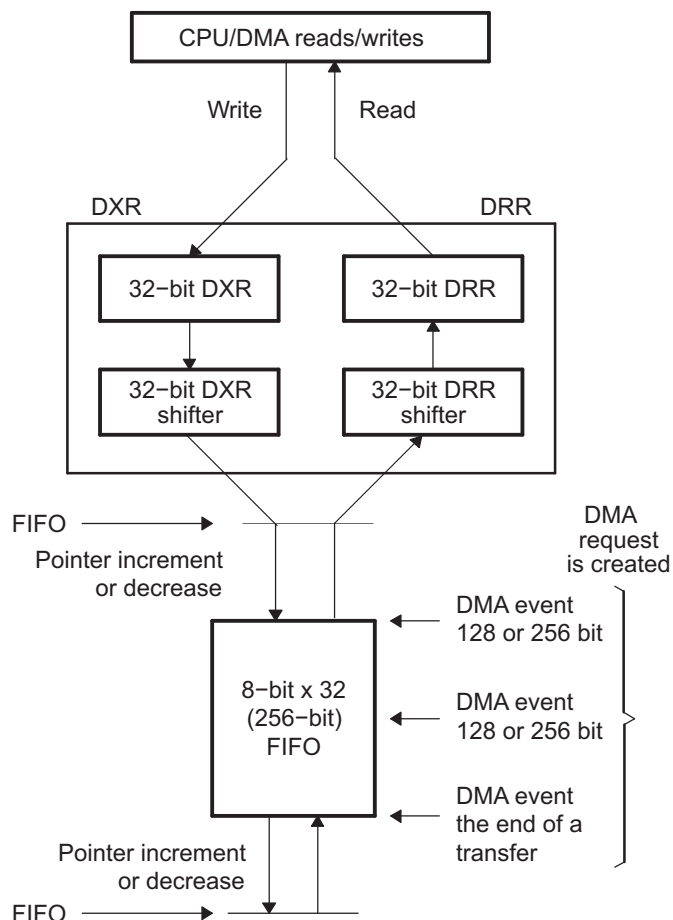 CPU/DMA reads/writes
Write
Read
DXR
DRR
32−bit DXR
32−bit DRR
32−bit DXR
shifter
32−bit DRR
shifter
FIFO
Pointer increment
or decrease
DMA
request
is created
DMA event
128 or 256 bit
8−bit x 32
(256−bit)
FIFO
DMA event
128 or 256 bit
DMA event
the end of a
transfer
Pointer increment
or decrease
FIFO